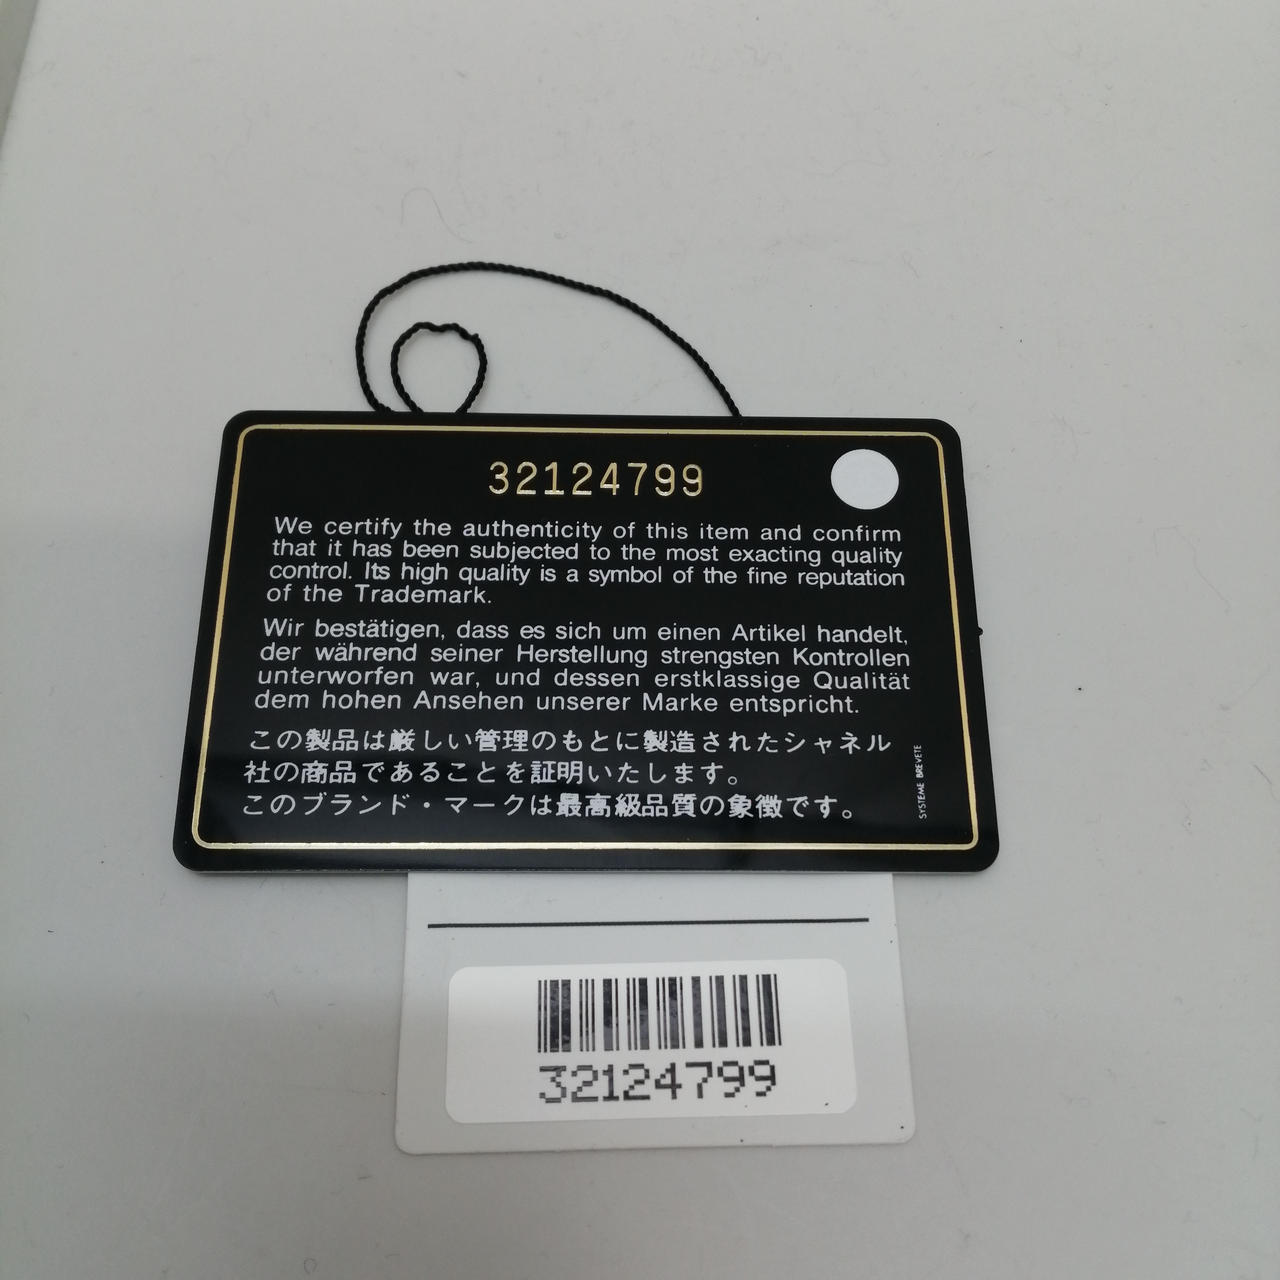 32124799
We certify the authenticity of this item and confirm
that it has been subjected to the most exacting quality
control. Its high quality is a symbol of the fine reputation
of the Trademark.
Wir bestätigen, dass es sich um einen Artikel handelt,
der während seiner Herstellung strengsten Kontrollen
unterworfen war, und dessen erstklassige Qualität
dem hohen Ansehen unserer Marke entspricht.
この製品は厳しい管理のもとに製造されたシャネル
社の商品であることを証明いたします。
このブランド・マークは最高級品質の象徴です。
SYSTEME BREVETE
32124799